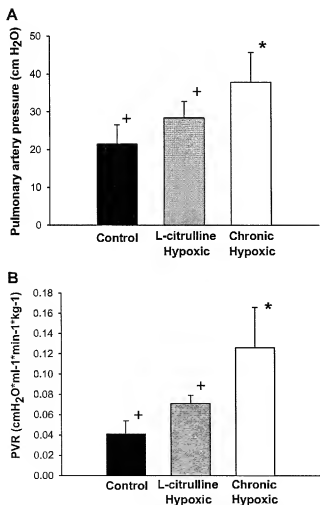 A
Pulmonary artery pressure (cm H2O)
50
40
30
20
10
0
+
+
*
Control
L-citrulline
Hypoxic
Chronic
Hypoxic
B
PVR (cmH2O*ml-1*min-1*kg-1)
0.18
0.16
0.14
0.12
0.10
0.08
0.06
0.04
0.02
0.00
+
+
*
Control
L-citrulline
Hypoxic
Chronic
Hypoxic